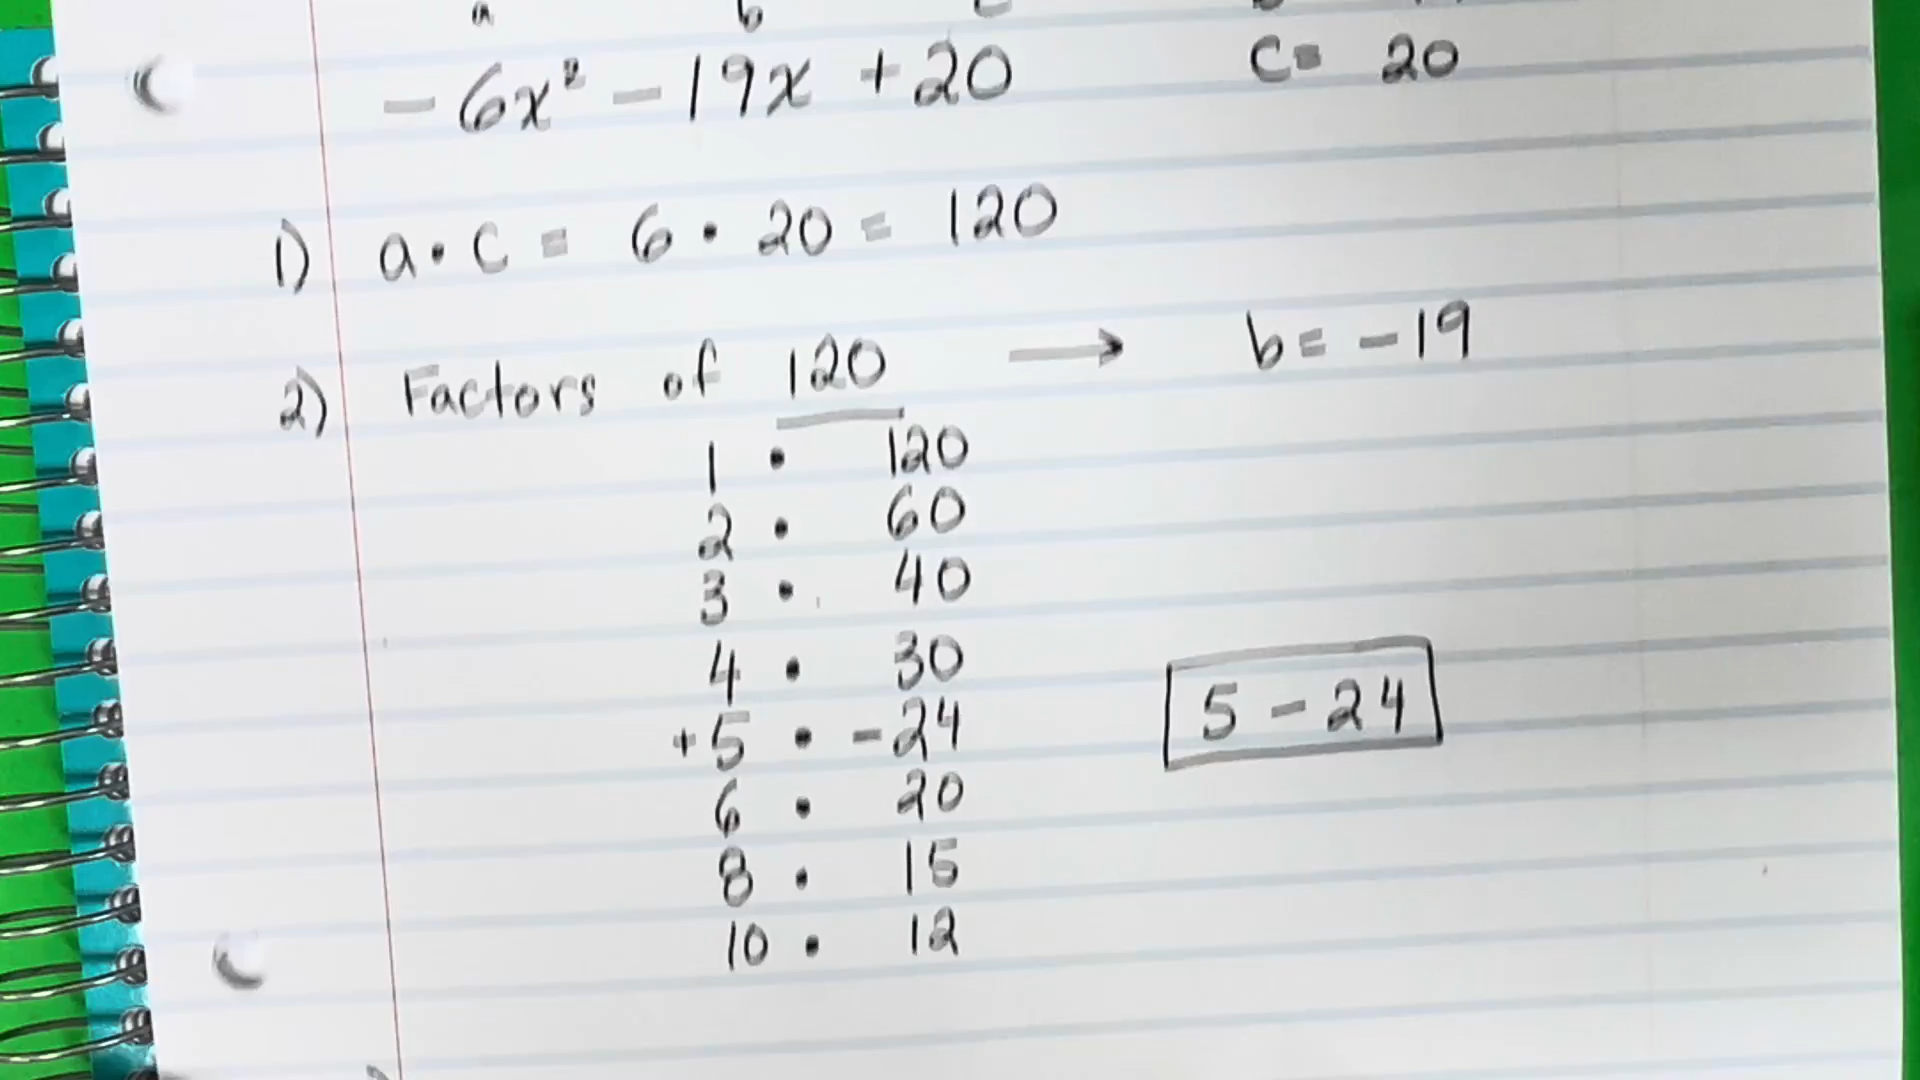 a b c
- 6x² - 19x + 20
c = 20
1) a · c = 6 · 20 = 120
2) Factors of 120 → b = -19
1 · 120
2 · 60
3 · 40
4 · 30
+5 · -24
5 - 24
6 · 20
8 · 15
10 · 12